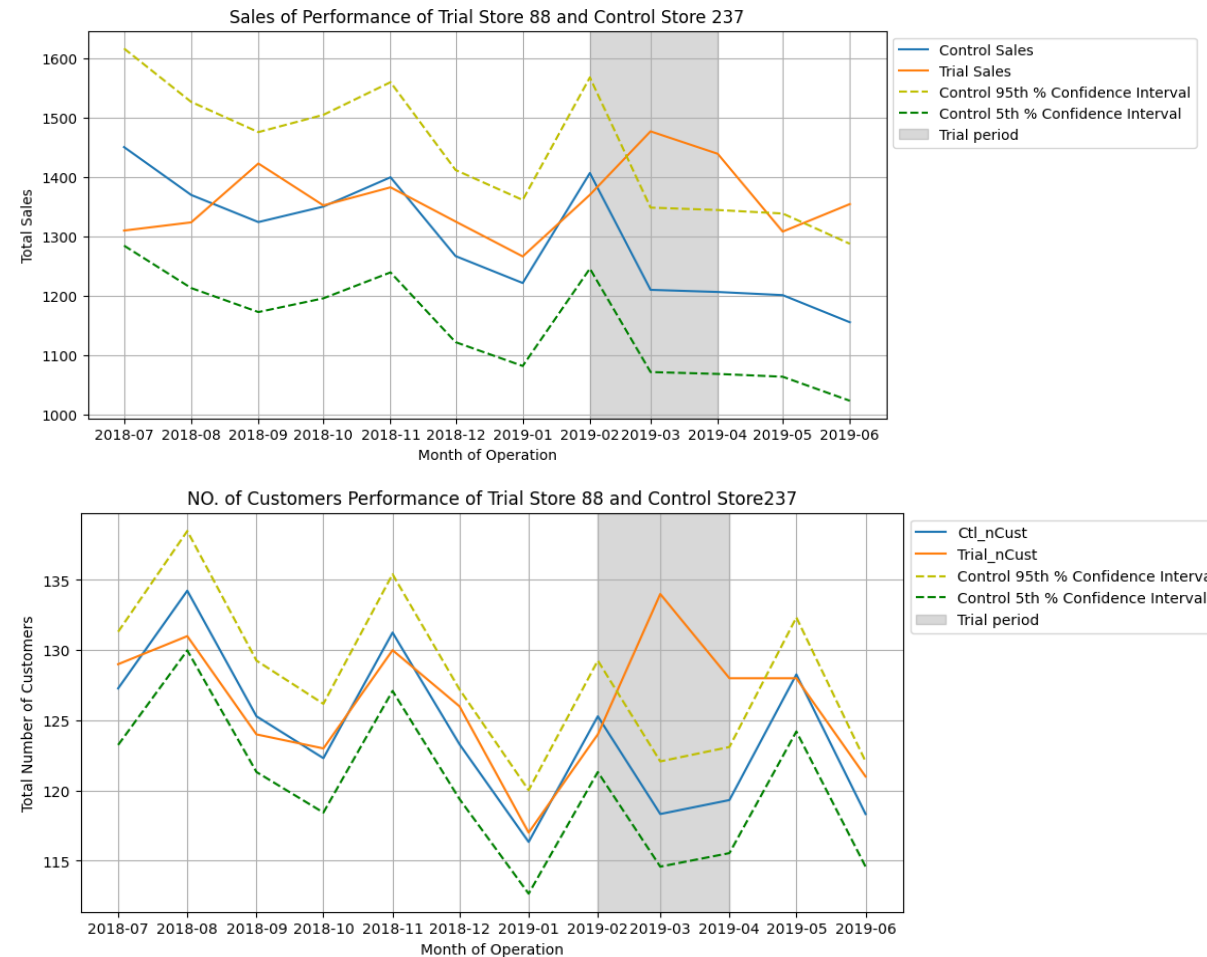 Sales of Performance of Trial Store 88 and Control Store 237
Total Sales
1600
1500
1400
1300
1200
1100
1000
2018-07 2018-08 2018-09 2018-10 2018-11 2018-12 2019-01 2019-02 2019-03 2019-04 2019-05 2019-06
Month of Operation
Control Sales
Trial Sales
Control 95th % Confidence Interval
Control 5th % Confidence Interval
Trial period
NO. of Customers Performance of Trial Store 88 and Control Store237
Total Number of Customers
135
130
125
120
115
2018-07 2018-08 2018-09 2018-10 2018-11 2018-12 2019-01 2019-02 2019-03 2019-04 2019-05 2019-06
Month of Operation
Ctl_nCust
Trial_nCust
Control 95th % Confidence Interva
Control 5th % Confidence Interval
Trial period